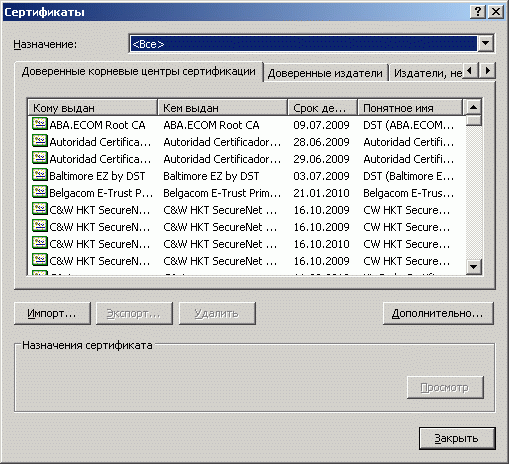 Сертификаты
Назначение: <Все>
Доверенные корневые центры сертификации Доверенные издатели Издатели, не
Кому выдан Кем выдан Срок де... Понятное имя
ABA.ECOM Root CA ABA.ECOM Root CA 09.07.2009 DST (ABA.ECOM...
Autoridad Certifica... Autoridad Certificador... 28.06.2009 Autoridad Certifi...
Autoridad Certifica... Autoridad Certificador... 29.06.2009 Autoridad Certifi...
Baltimore EZ by DST Baltimore EZ by DST 03.07.2009 DST (Baltimore E...
Belgacom E-Trust P... Belgacom E-Trust Prim... 21.01.2010 Belgacom E-Trus...
C&W HKT SecureN... C&W HKT SecureNet ... 16.10.2009 CW HKT Secure...
C&W HKT SecureN... C&W HKT SecureNet ... 16.10.2009 CW HKT Secure...
C&W HKT SecureN... C&W HKT SecureNet ... 16.10.2010 CW HKT Secure...
C&W HKT SecureN... C&W HKT SecureNet ... 16.10.2009 CW HKT Secure...
Импорт... Экспорт... Удалить Дополнительно...
Назначения сертификата
Просмотр
Закрыть